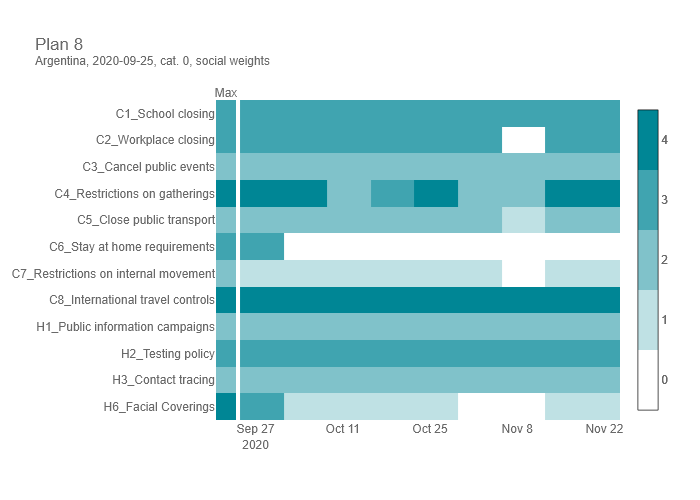 Plan 8
Argentina, 2020-09-25, cat. 0, social weights
Max
C1_School closing
C2_Workplace closing
C3_Cancel public events
C4_Restrictions on gatherings
C5_Close public transport
C6_Stay at home requirements
C7_Restrictions on internal movement
C8_International travel controls
H1_Public information campaigns
H2_Testing policy
H3_Contact tracing
H6_Facial Coverings
Sep 27 Oct 11 Oct 25 Nov 8 Nov 22
2020
4
3
2
1
0